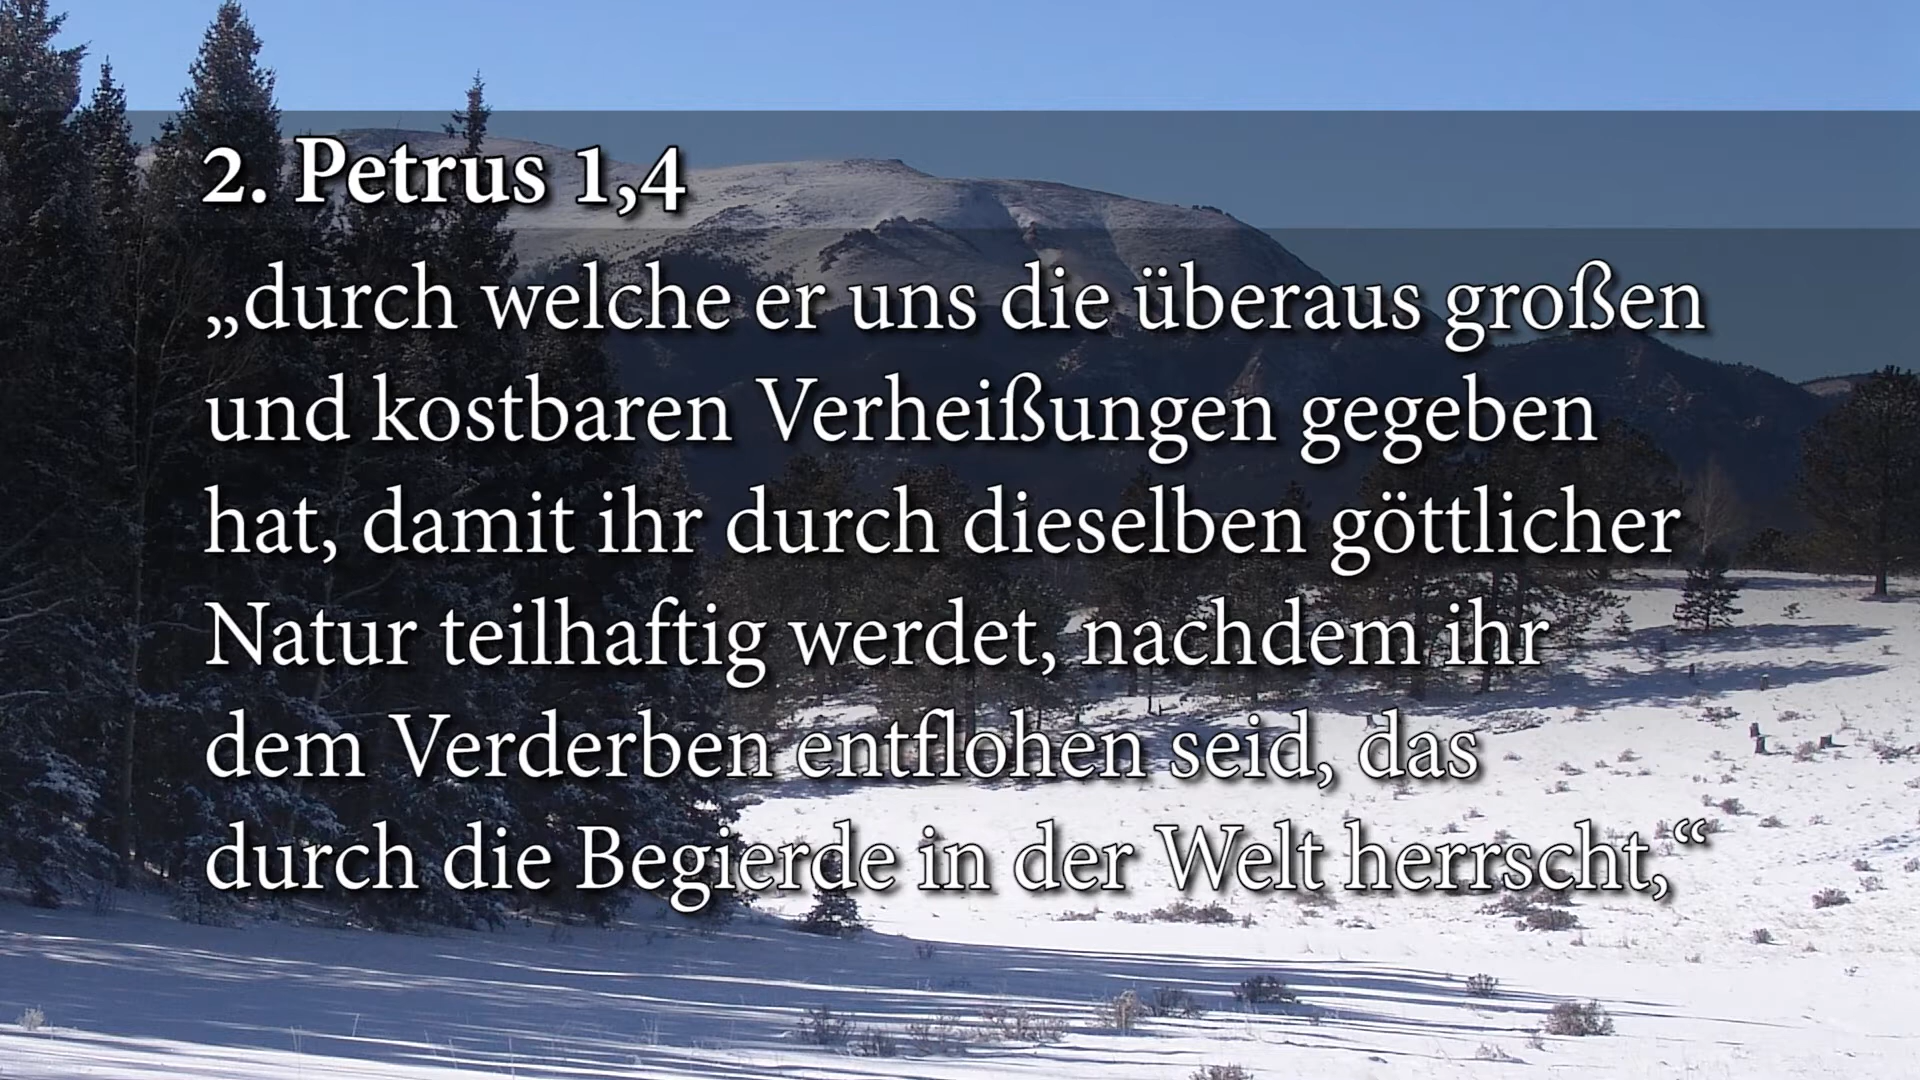 2. Petrus 1,4
„durch welche er uns die überaus großen
und kostbaren Verheißungen gegeben
hat, damit ihr durch dieselben göttlicher
Natur teilhaftig werdet, nachdem ihr
dem Verderben entflohen seid, das
durch die Begierde in der Welt herrscht,“